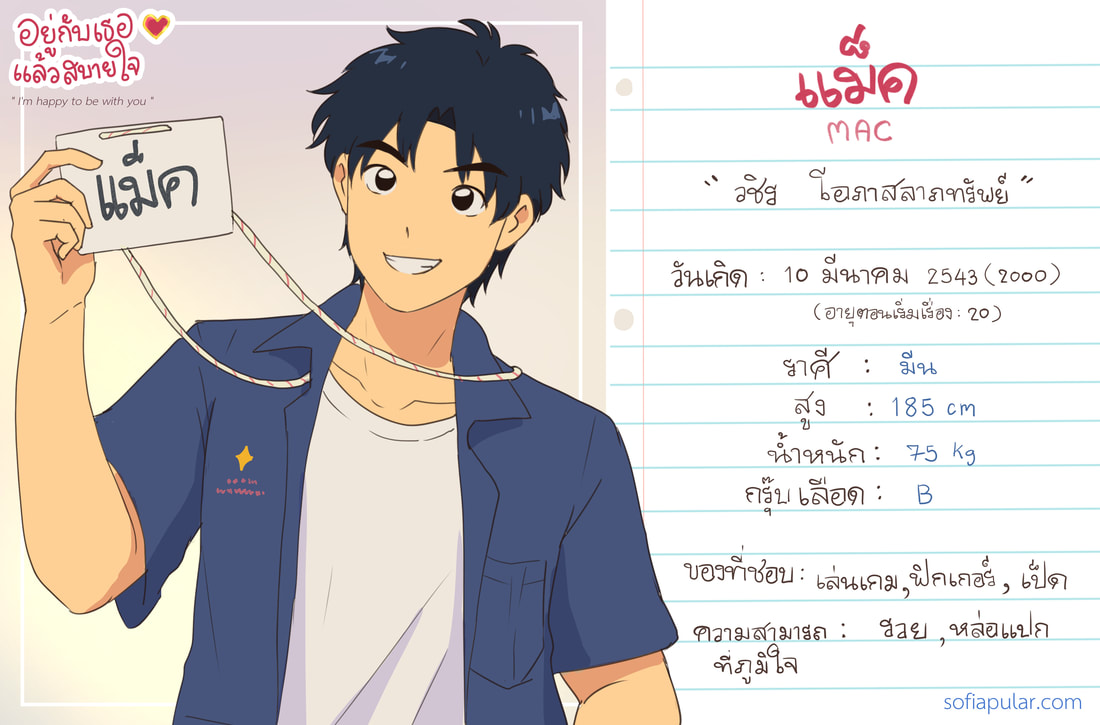 อยู่กับเธอ
แล้วสบายใจ
" I'm happy to be with you "
แม็ค
แม็ค
MAC
“ วชิร โอภาสลาภทรัพย์ ”
วันเกิด : 10 มีนาคม 2543 (2000)
(อายุตอนเริ่มเรื่อง : 20)
ราศี : มีน
สูง : 185 cm
น้ำหนัก : 75 kg
กรุ๊บเลือด : B
ของที่ชอบ : เล่นเกม, ฟิกเกอร์, เป็ด
ความสามารถ : รวย, หล่อแปก
ที่ภูมิใจ
sofiapular.com